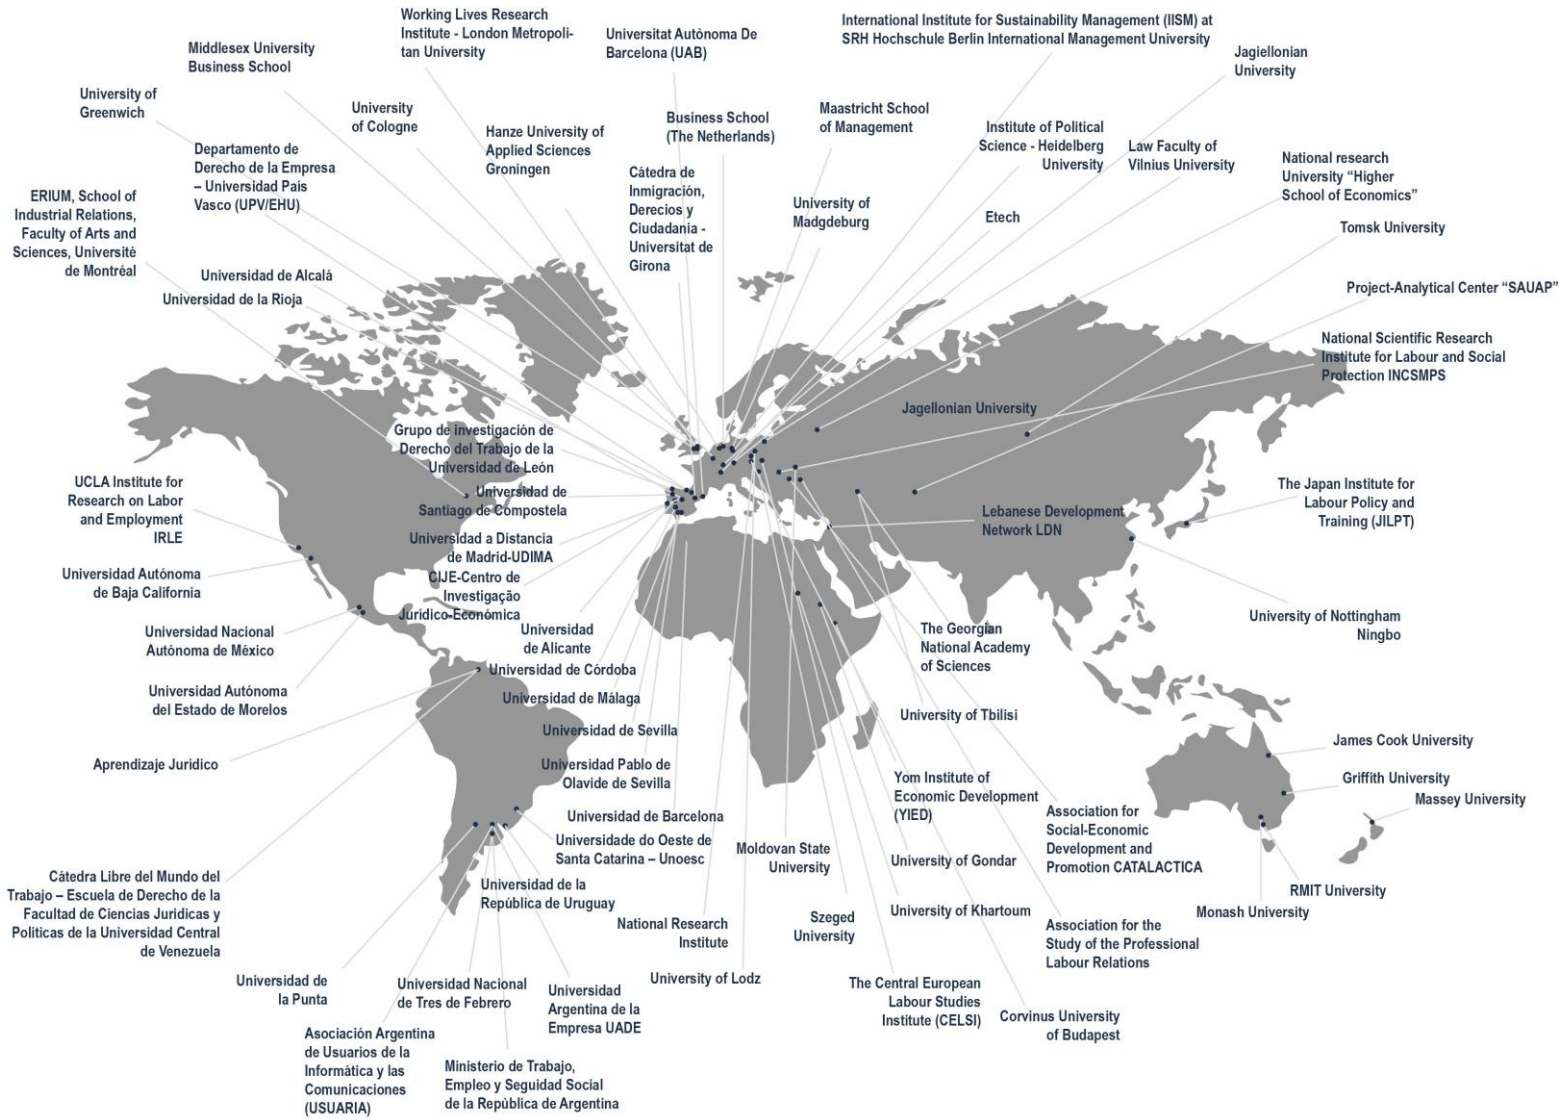 Working Lives Research
Institute - London Metropoli-
tan University
Universitat Autònoma De
Barcelona (UAB)
International Institute for Sustainability Management (IISM) at
SRH Hochschule Berlin International Management University
Middlesex University
Business School
Jagiellonian
University
University of
Greenwich
University
of Cologne
Hanze University of
Applied Sciences
Groningen
Business School
(The Netherlands)
Maastricht School
of Management
Institute of Political
Science - Heidelberg
University
Law Faculty of
Vilnius University
National research
University “Higher
School of Economics”
Departamento de
Derecho de la Empresa
– Universidad País
Vasco (UPV/EHU)
Cátedra de
Inmigración,
Derecios y
Ciudadania -
Universitat de
Girona
University of
Madgdeburg
Etech
Tomsk University
ERIUM, School of
Industrial Relations,
Faculty of Arts and
Sciences, Université
de Montréal
Universidad de Alcalá
Universidad de la Rioja
Project-Analytical Center “SAUAP”
National Scientific Research
Institute for Labour and Social
Protection INCSMPS
Jagellonian University
Grupo de investigación de
Derecho del Trabajo de la
Universidad de León
UCLA Institute for
Research on Labor
and Employment
IRLE
Universidad de
Santiago de Compostela
The Japan Institute for
Labour Policy and
Training (JILPT)
Lebanese Development
Network LDN
Universidad a Distancia
de Madrid-UDIMA
Universidad Autónoma
de Baja California
CIJE-Centro de
Investigação
Jurídico-Económica
University of Nottingham
Ningbo
Universidad Nacional
Autónoma de México
Universidad
de Alicante
The Georgian
National Academy
of Sciences
Universidad de Córdoba
Universidad Autónoma
del Estado de Morelos
Universidad de Málaga
University of Tbilisi
Universidad de Sevilla
James Cook University
Aprendizaje Jurídico
Universidad Pablo de
Olavide de Sevilla
Yom Institute of
Economic Development
(YIED)
Griffith University
Massey University
Universidad de Barcelona
Association for
Social-Economic
Development and
Promotion CATALACTICA
Universidade do Oeste de
Santa Catarina – Unoesc
Moldovan State
University
University of Gondar
Cátedra Libre del Mundo del
Trabajo – Escuela de Derecho de la
Facultad de Ciencias Juridicas y
Políticas de la Universidad Central
de Venezuela
Universidad de la
República de Uruguay
RMIT University
Monash University
National Research
Institute
Szeged
University
University of Khartoum
Association for the
Study of the Professional
Labour Relations
Universidad de
la Punta
Universidad Nacional
de Tres de Febrero
Universidad
Argentina de la
Empresa UADE
University of Lodz
The Central European
Labour Studies
Institute (CELSI)
Corvinus University
of Budapest
Asociación Argentina
de Usuarios de la
Informática y las
Comunicaciones
(USUARIA)
Ministerio de Trabajo,
Empleo y Seguidad Social
de la República de Argentina